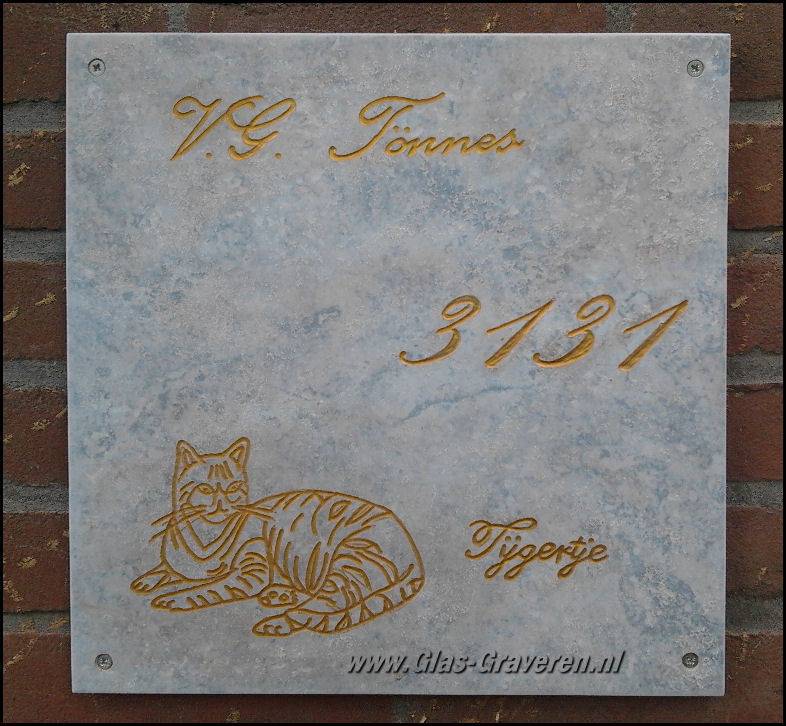 V.G. Tönnes
3131
Tijgertje
www.Glas-Graveren.nl